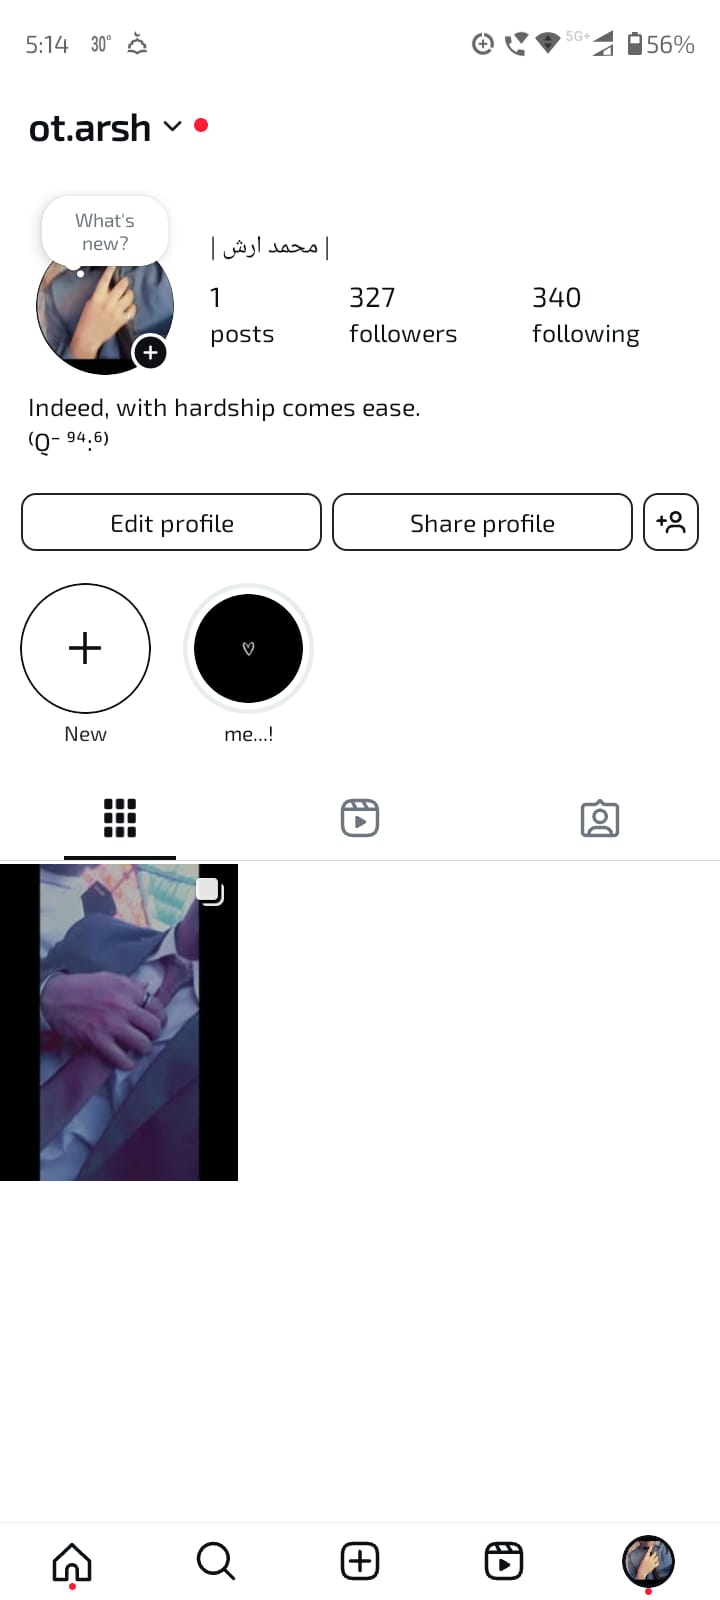 5:14 30° 5G+ 56%
ot.arsh
What's
new?
| محمد ارش |
1 327 340
posts followers following
Indeed, with hardship comes ease.
⁽Q⁻ ⁹⁴:⁶⁾
Edit profile Share profile
New me...!